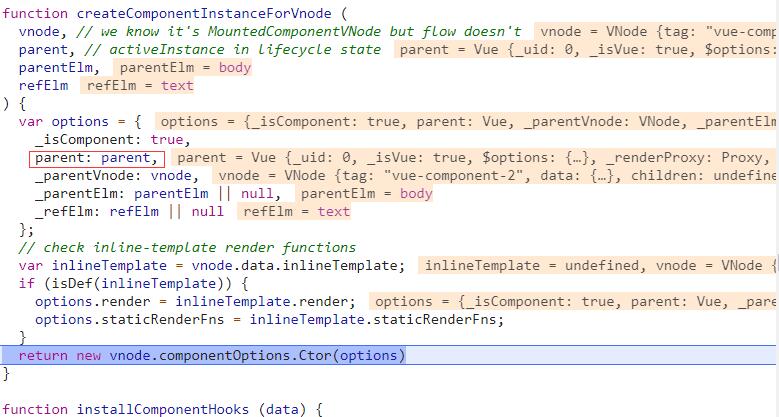 function createComponentInstanceForVnode (
vnode, // we know it's MountedComponentVNode but flow doesn't vnode = VNode {tag: "vue-comp
parent, // activeInstance in lifecycle state parent = Vue {_uid: 0, _isVue: true, $options:
parentElm, parentElm = body
refElm refElm = text
) {
var options = { options = {_isComponent: true, parent: Vue, _parentVnode: VNode, _parentElm
_isComponent: true,
parent: parent, parent = Vue {_uid: 0, _isVue: true, $options: {…}, _renderProxy: Proxy,
_parentVnode: vnode, vnode = VNode {tag: "vue-component-2", data: {…}, children: undefine
_parentElm: parentElm || null, parentElm = body
_refElm: refElm || null refElm = text
};
// check inline-template render functions
var inlineTemplate = vnode.data.inlineTemplate; inlineTemplate = undefined, vnode = VNode {
if (isDef(inlineTemplate)) {
options.render = inlineTemplate.render; options = {_isComponent: true, parent: Vue, _pare
options.staticRenderFns = inlineTemplate.staticRenderFns;
}
return new vnode.componentOptions.Ctor(options)
}
function installComponentHooks (data) {